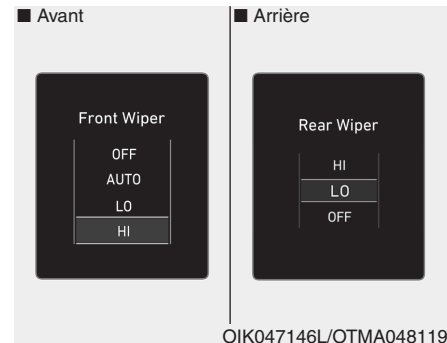 ■ Avant
Front Wiper
OFF
AUTO
LO
HI
■ Arrière
Rear Wiper
HI
LO
OFF
OIK047146L/OTMA048119